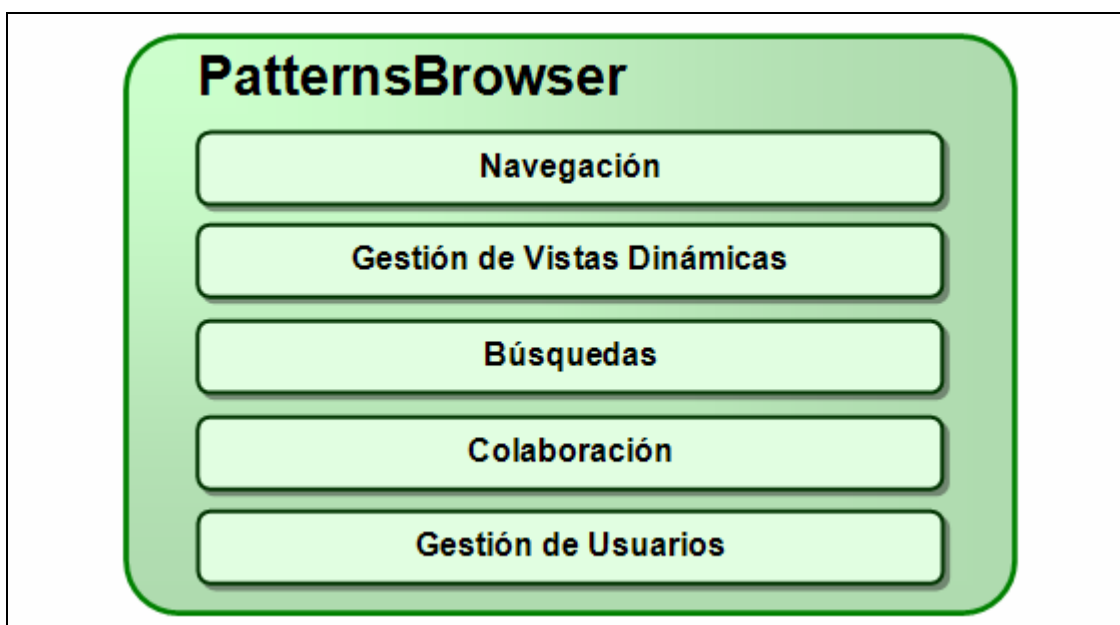 PatternsBrowser
Navegación
Gestión de Vistas Dinámicas
Búsquedas
Colaboración
Gestión de Usuarios